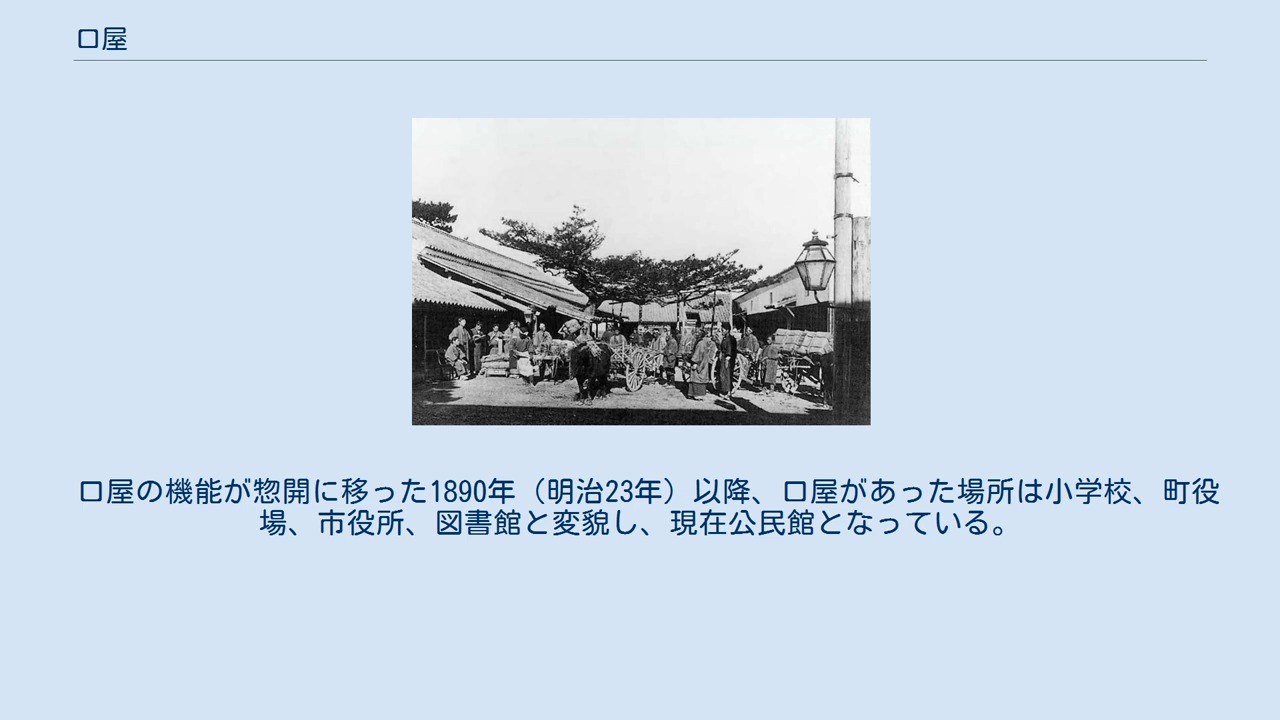 口屋
口屋の機能が惣開に移った1890年（明治23年）以降、口屋があった場所は小学校、町役
場、市役所、図書館と変貌し、現在公民館となっている。